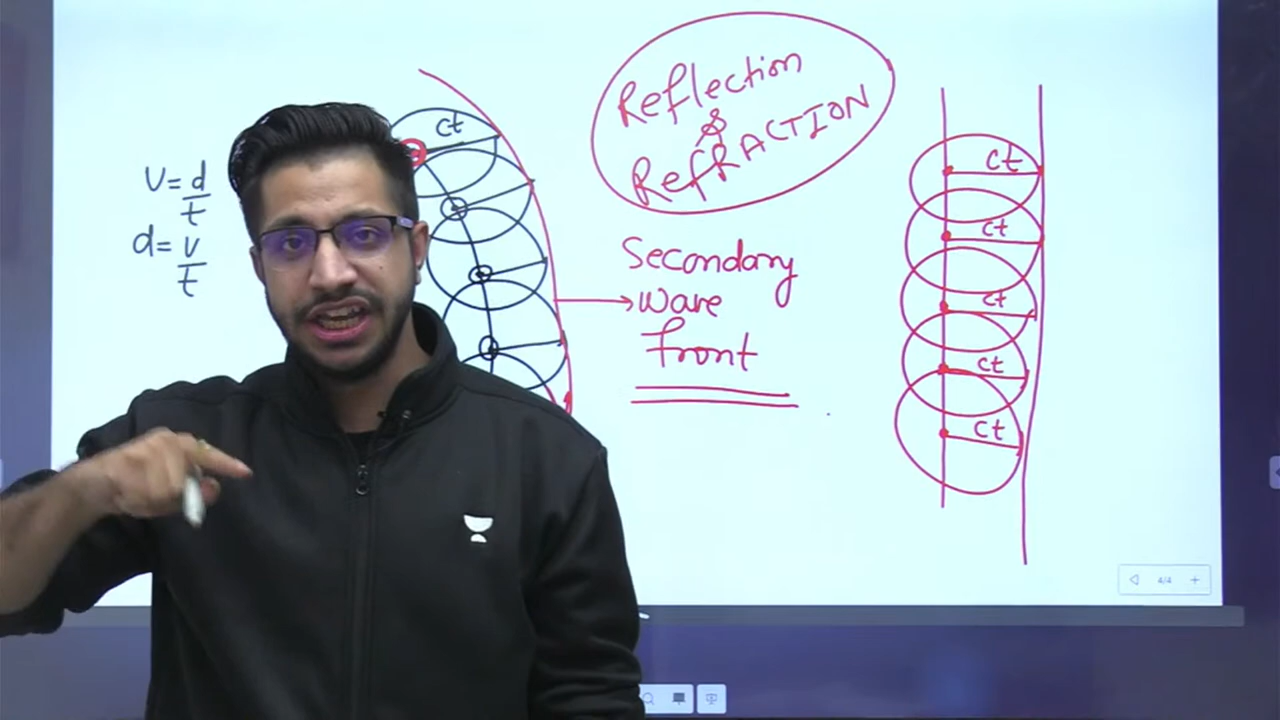 v = d/t
d = v/t
ct
Reflection
&
RefRACTION
Secondary
wave
front
ct
ct
ct
ct
ct
4/4